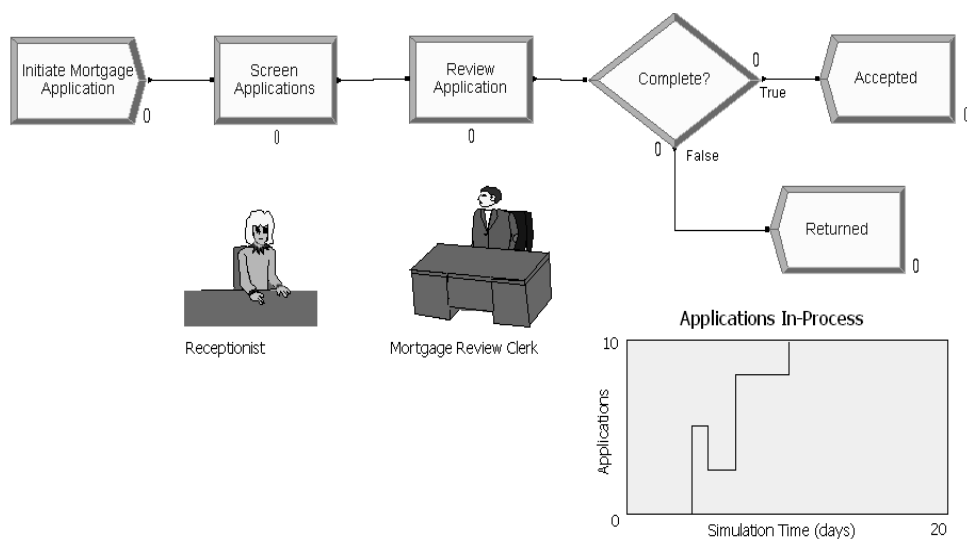 Initiate Mortgage
Application
0
Screen
Applications
0
Review
Application
0
Complete?
0
True
0
False
Accepted
0
Returned
0
Receptionist
Mortgage Review Clerk
Applications In-Process
10
Applications
0
Simulation Time (days)
20